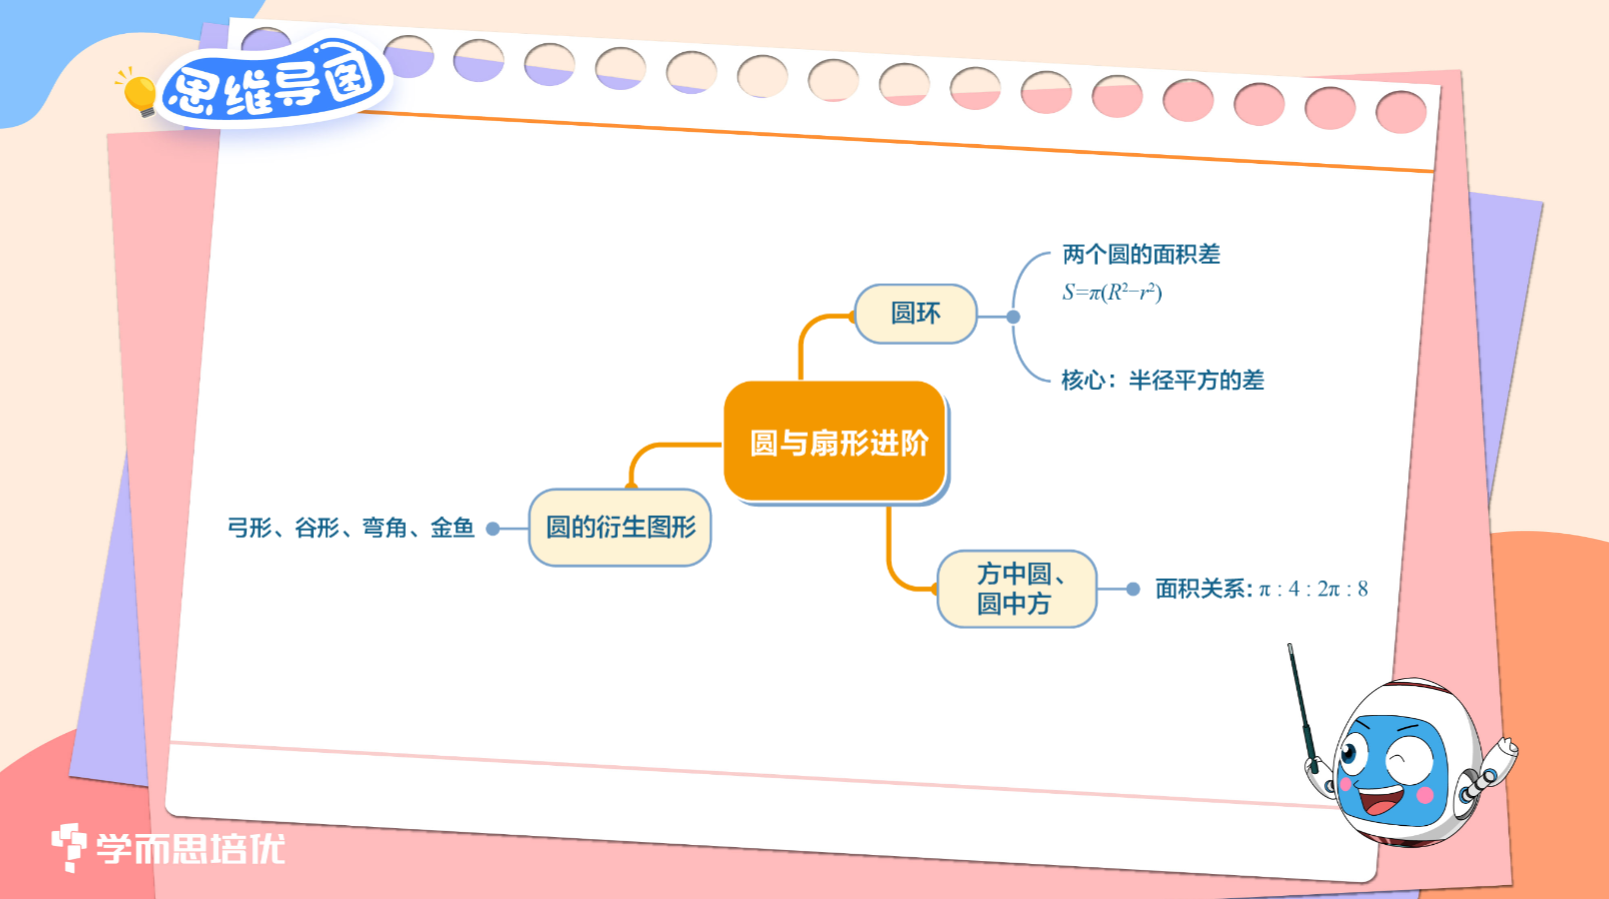 思维导图
两个圆的面积差
S=π(R²−r²)
圆环
核心：半径平方的差
圆与扇形进阶
弓形、谷形、弯角、金鱼
圆的衍生图形
方中圆、
圆中方
面积关系: π : 4 : 2π : 8
学而思培优